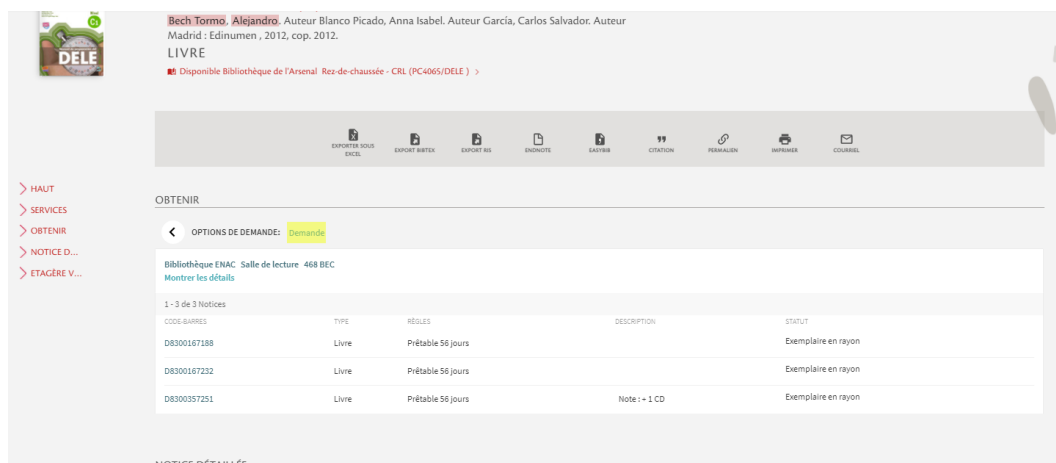 C1
DELE
Bech Tormo, Alejandro. Auteur Blanco Picado, Anna Isabel. Auteur García, Carlos Salvador. Auteur
Madrid : Edinumen , 2012, cop. 2012.
LIVRE
Disponible Bibliothèque de l'Arsenal Rez-de-chaussée - CRL (PC4065/DELE ) >
EXPORTER SOUS EXCEL
EXPORT BIBTEX
EXPORT RIS
ENDNOTE
EASYBIB
CITATION
PERMALIEN
IMPRIMER
COURRIEL
HAUT
SERVICES
OBTENIR
NOTICE D...
ETAGÈRE V...
OBTENIR
OPTIONS DE DEMANDE: Demande
Bibliothèque ENAC Salle de lecture 468 BEC
Montrer les détails
1 - 3 de 3 Notices
CODE-BARRES TYPE RÈGLES DESCRIPTION STATUT
D8300167188 Livre Prêtable 56 jours Exemplaire en rayon
D8300167232 Livre Prêtable 56 jours Exemplaire en rayon
D8300357251 Livre Prêtable 56 jours Note : + 1 CD Exemplaire en rayon
NOTICE DÉTAILLÉE